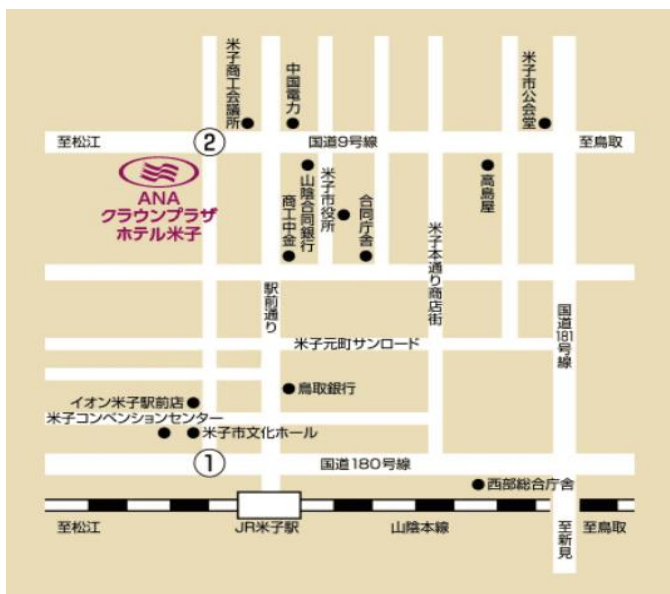 米子商工会議所
中国電力
米子市公会堂
至松江
②
国道9号線
至鳥取
ANA
クラウンプラザ
ホテル米子
山陰合同銀行
商工中金
米子市役所
合同庁舎
高島屋
米子本通り商店街
駅前通り
国道181号線
米子元町サンロード
鳥取銀行
イオン米子駅前店
米子コンベンションセンター
米子市文化ホール
①
国道180号線
西部総合庁舎
至松江
JR米子駅
山陰本線
至新見
至鳥取